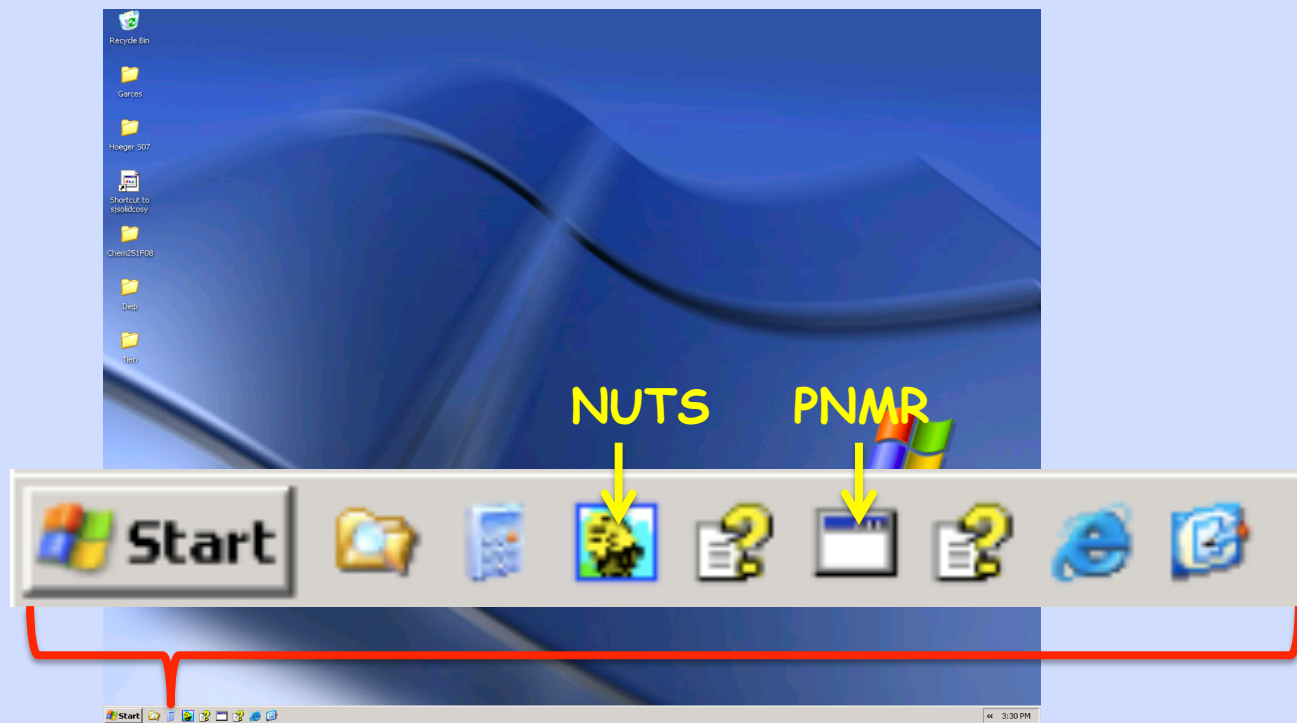 Recycle Bin
Garces
Hoeger S07
Shortcut to
sjsolidcosy
Chem251F08
Diep
Tien
NUTS PNMR
Start
Start
« 3:30 PM